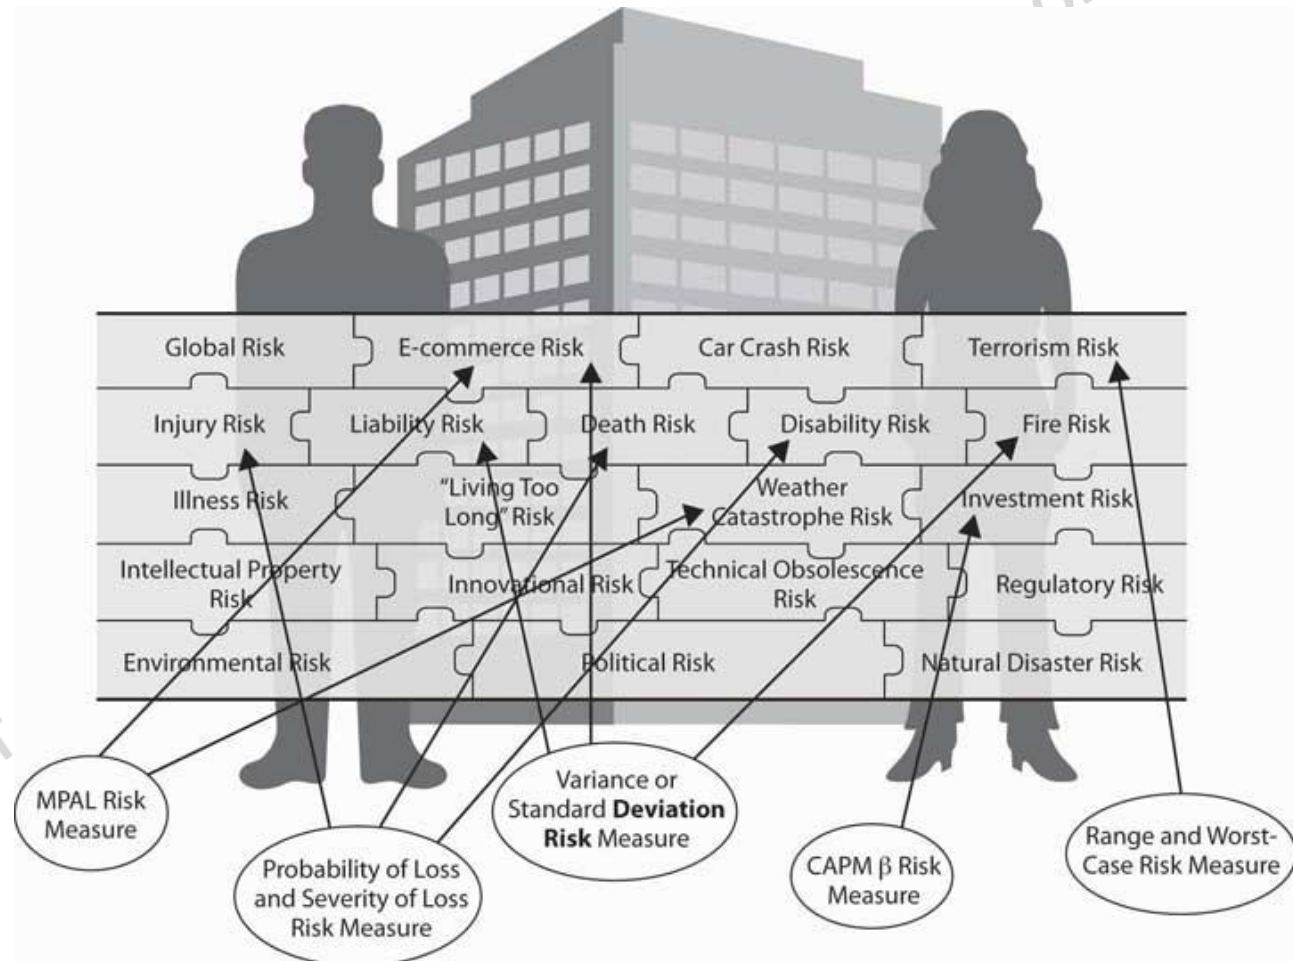 Global Risk
E-commerce Risk
Car Crash Risk
Terrorism Risk
Injury Risk
Liability Risk
Death Risk
Disability Risk
Fire Risk
Illness Risk
"Living Too
Long" Risk
Weather
Catastrophe Risk
Investment Risk
Intellectual Property
Risk
Innovational Risk
Technical Obsolescence
Risk
Regulatory Risk
Environmental Risk
Political Risk
Natural Disaster Risk
MPAL Risk
Measure
Probability of Loss
and Severity of Loss
Risk Measure
Variance or
Standard Deviation
Risk Measure
CAPM β Risk
Measure
Range and Worst-
Case Risk Measure